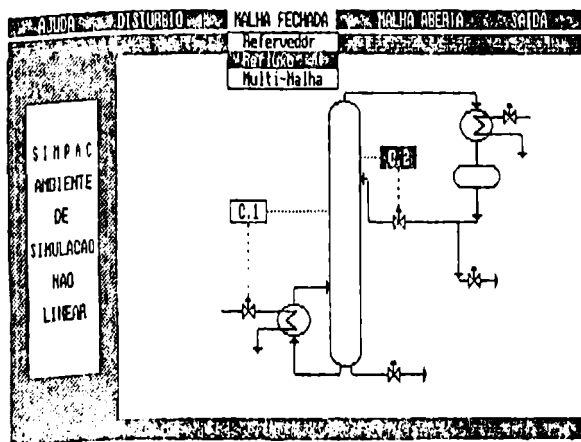 AJUDA DISTURBIO MALHA FECHADA MALHA ABERTA SAIDA
Refervedor
Refluxo
Multi-Malha
SIMPAC
AMBIENTE
DE
SIMULACAO
NAO
LINEAR
C.1
C.2